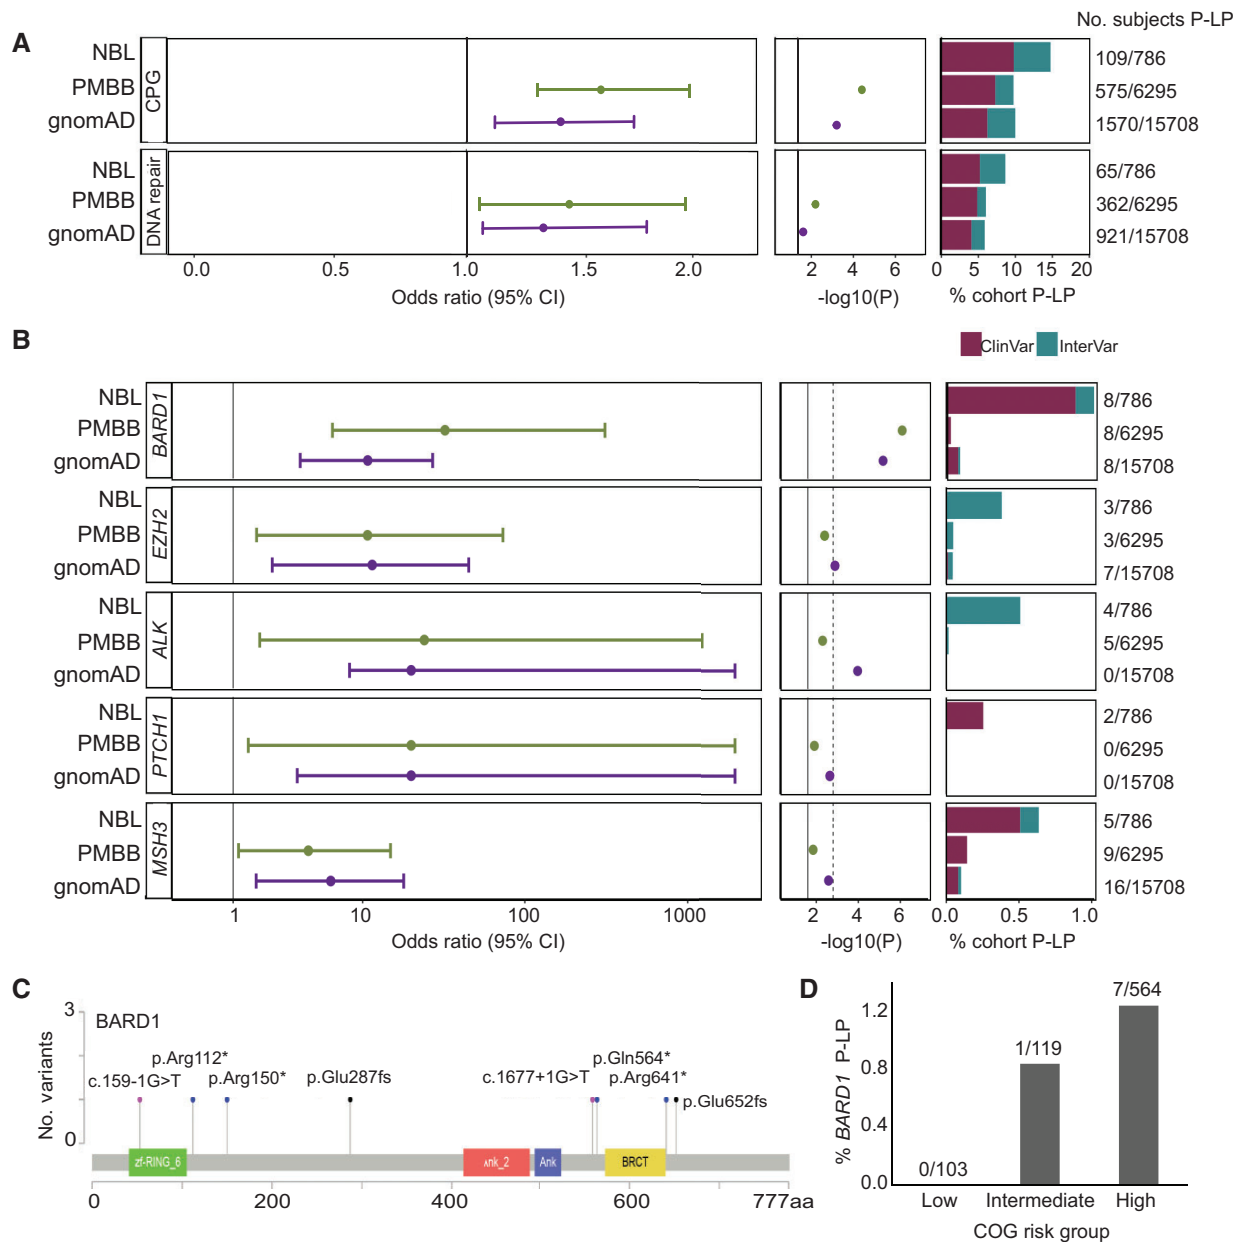 No. subjects P-LP
A
CPG
NBL
PMBB
gnomAD
109/786
575/6295
1570/15708
DNA repair
NBL
PMBB
gnomAD
65/786
362/6295
921/15708
0.0 0.5 1.0 1.5 2.0
Odds ratio (95% CI)
2 4 6
-log10(P)
0 5 10 15 20
% cohort P-LP
B
ClinVar InterVar
BARD1
NBL
PMBB
gnomAD
8/786
8/6295
8/15708
EZH2
NBL
PMBB
gnomAD
3/786
3/6295
7/15708
ALK
NBL
PMBB
gnomAD
4/786
5/6295
0/15708
PTCH1
NBL
PMBB
gnomAD
2/786
0/6295
0/15708
MSH3
NBL
PMBB
gnomAD
5/786
9/6295
16/15708
1 10 100 1000
Odds ratio (95% CI)
2 4 6
-log10(P)
0.0 0.5 1.0
% cohort P-LP
C
BARD1
No. variants
3
0
c.159-1G>T
p.Arg112*
p.Arg150*
p.Glu287fs
c.1677+1G>T
p.Gln564*
p.Arg641*
p.Glu652fs
zf-RING_6
Ank_2
Ank
BRCT
0 200 400 600 777aa
D
% BARD1 P-LP
1.2
0.8
0.4
0.0
0/103
1/119
7/564
Low Intermediate High
COG risk group